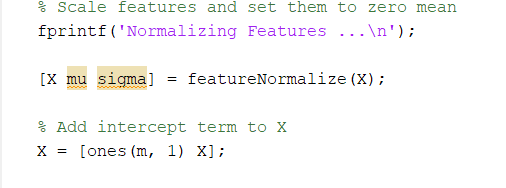 % Scale features and set them to zero mean
fprintf('Normalizing Features ...\n');
[X mu sigma] = featureNormalize(X);
% Add intercept term to X
X = [ones(m, 1) X];